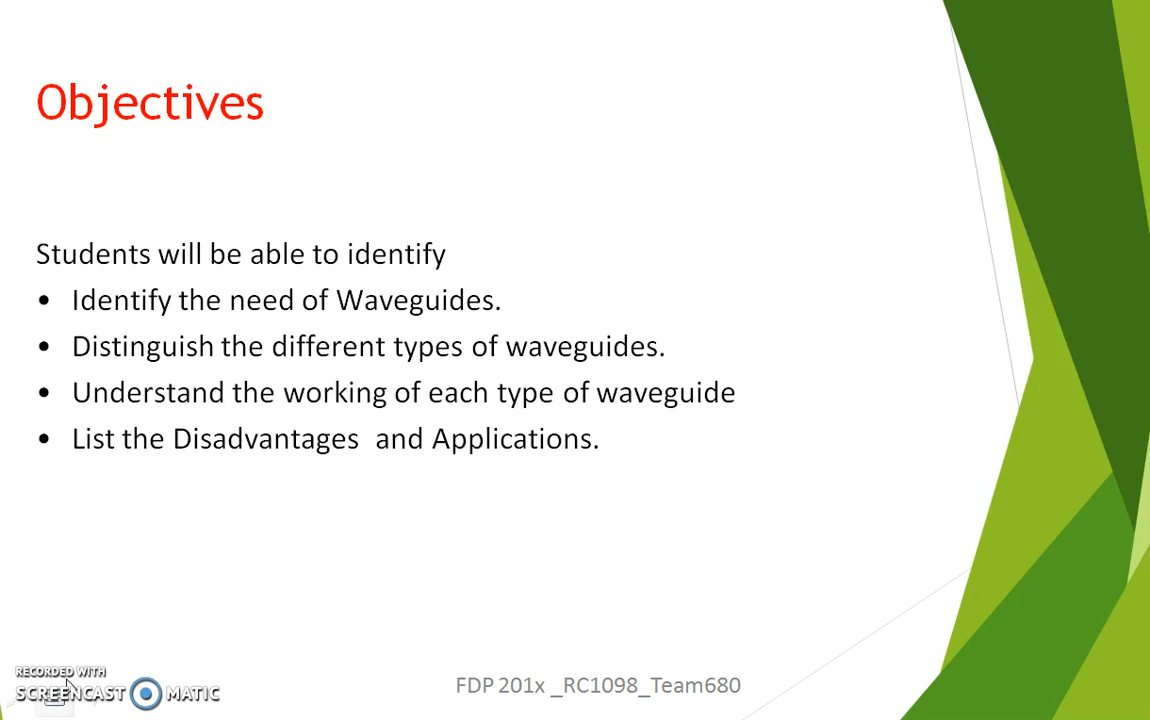 Objectives
Students will be able to identify
• Identify the need of Waveguides.
• Distinguish the different types of waveguides.
• Understand the working of each type of waveguide
• List the Disadvantages  and Applications.
RECORDED WITH
SCREENCAST MATIC
FDP 201x _RC1098_Team680